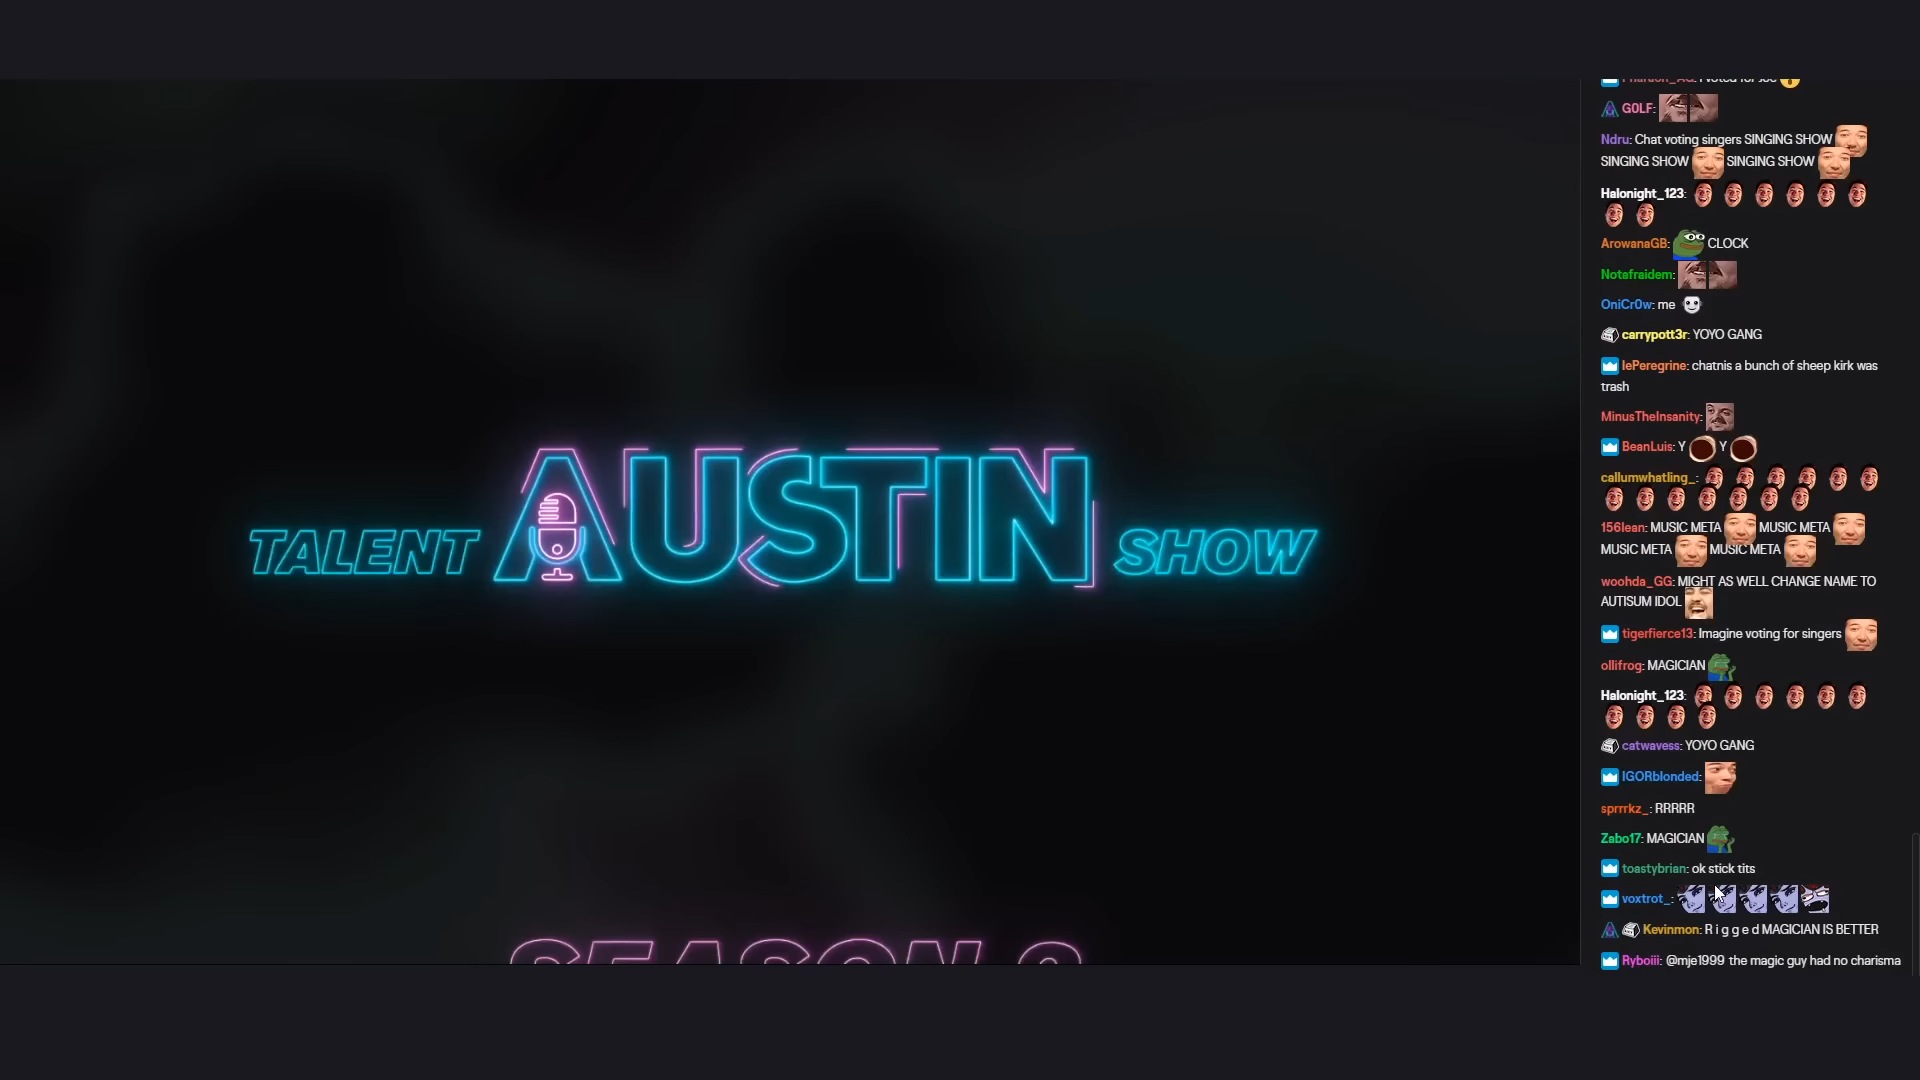 TALENT AUSTIN SHOW
G0LF:
Ndru: Chat voting singers SINGING SHOW
SINGING SHOW SINGING SHOW
Halonight_123:
ArowanaGB: CLOCK
Notafraidem:
OniCr0w: me
carrypott3r: YOYO GANG
lePeregrine: chatnis a bunch of sheep kirk was
trash
MinusTheInsanity:
BeanLuis: Y Y
callumwhatling_:
156lean: MUSIC META MUSIC META
MUSIC META MUSIC META
woohda_GG: MIGHT AS WELL CHANGE NAME TO
AUTISUM IDOL
tigerfierce13: Imagine voting for singers
ollifrog: MAGICIAN
Halonight_123:
catwavess: YOYO GANG
IGORblonded:
sprrrkz_: RRRRR
Zabo17: MAGICIAN
toastybrian: ok stick tits
voxtrot_:
Kevinmon: R i g g e d MAGICIAN IS BETTER
Ryboiii: @mje1999 the magic guy had no charisma
SEASON